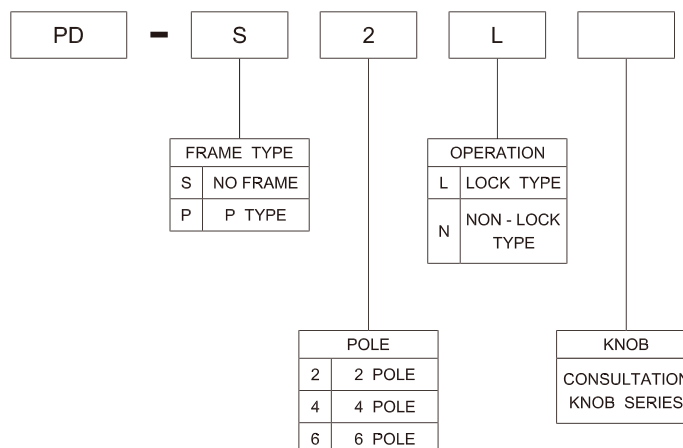 PD - S 2 L
FRAME TYPE
S NO FRAME
P P TYPE
OPERATION
L LOCK TYPE
N NON - LOCK
TYPE
POLE
2 2 POLE
4 4 POLE
6 6 POLE
KNOB
CONSULTATION
KNOB SERIES